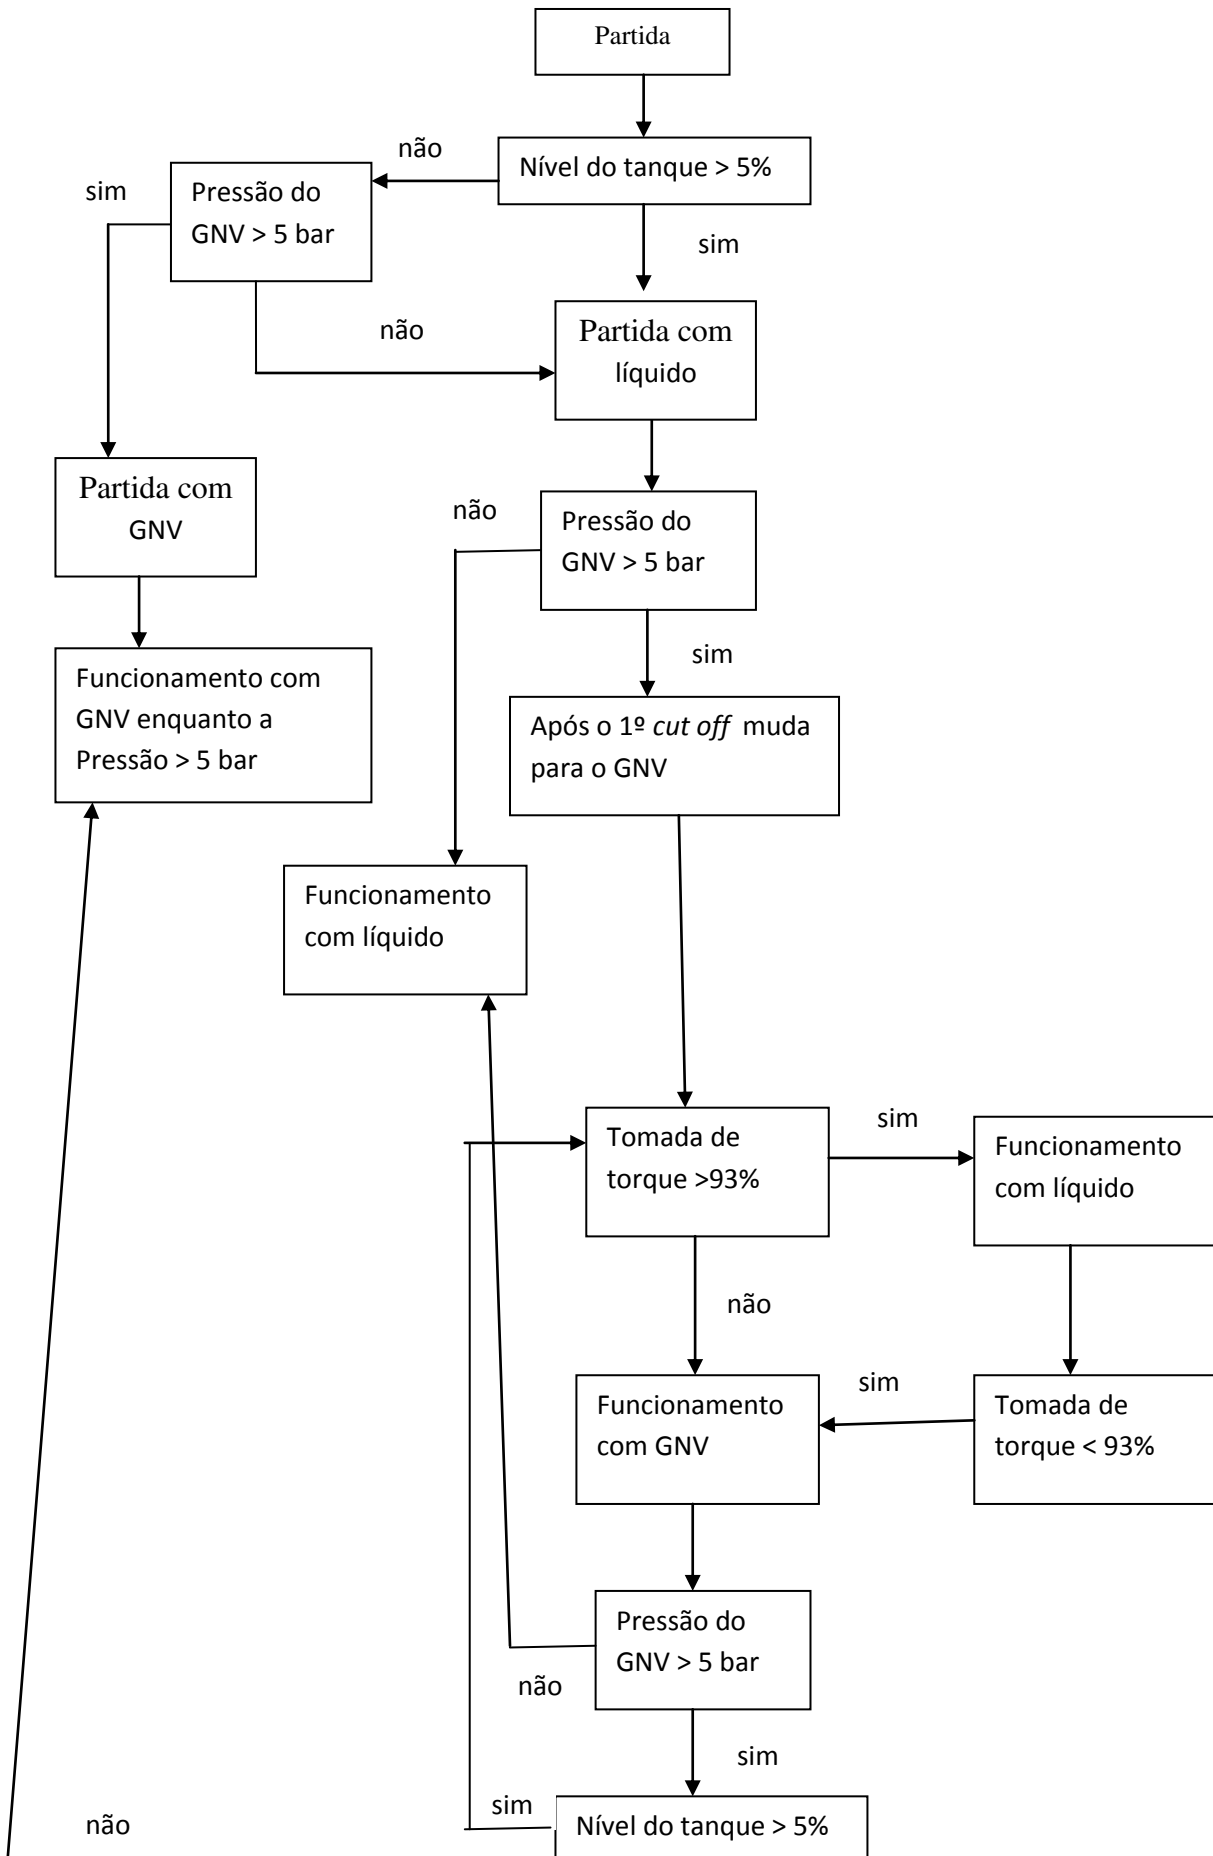 Partida
não
Nível do tanque > 5%
sim
Pressão do
GNV > 5 bar
sim
não
Partida com
líquido
Partida com
GNV
não
Pressão do
GNV > 5 bar
sim
Funcionamento com
GNV enquanto a
Pressão > 5 bar
Após o 1º cut off muda
para o GNV
Funcionamento
com líquido
Tomada de
torque >93%
sim
Funcionamento
com líquido
não
Funcionamento
com GNV
sim
Tomada de
torque < 93%
Pressão do
GNV > 5 bar
não
sim
não
sim
Nível do tanque > 5%